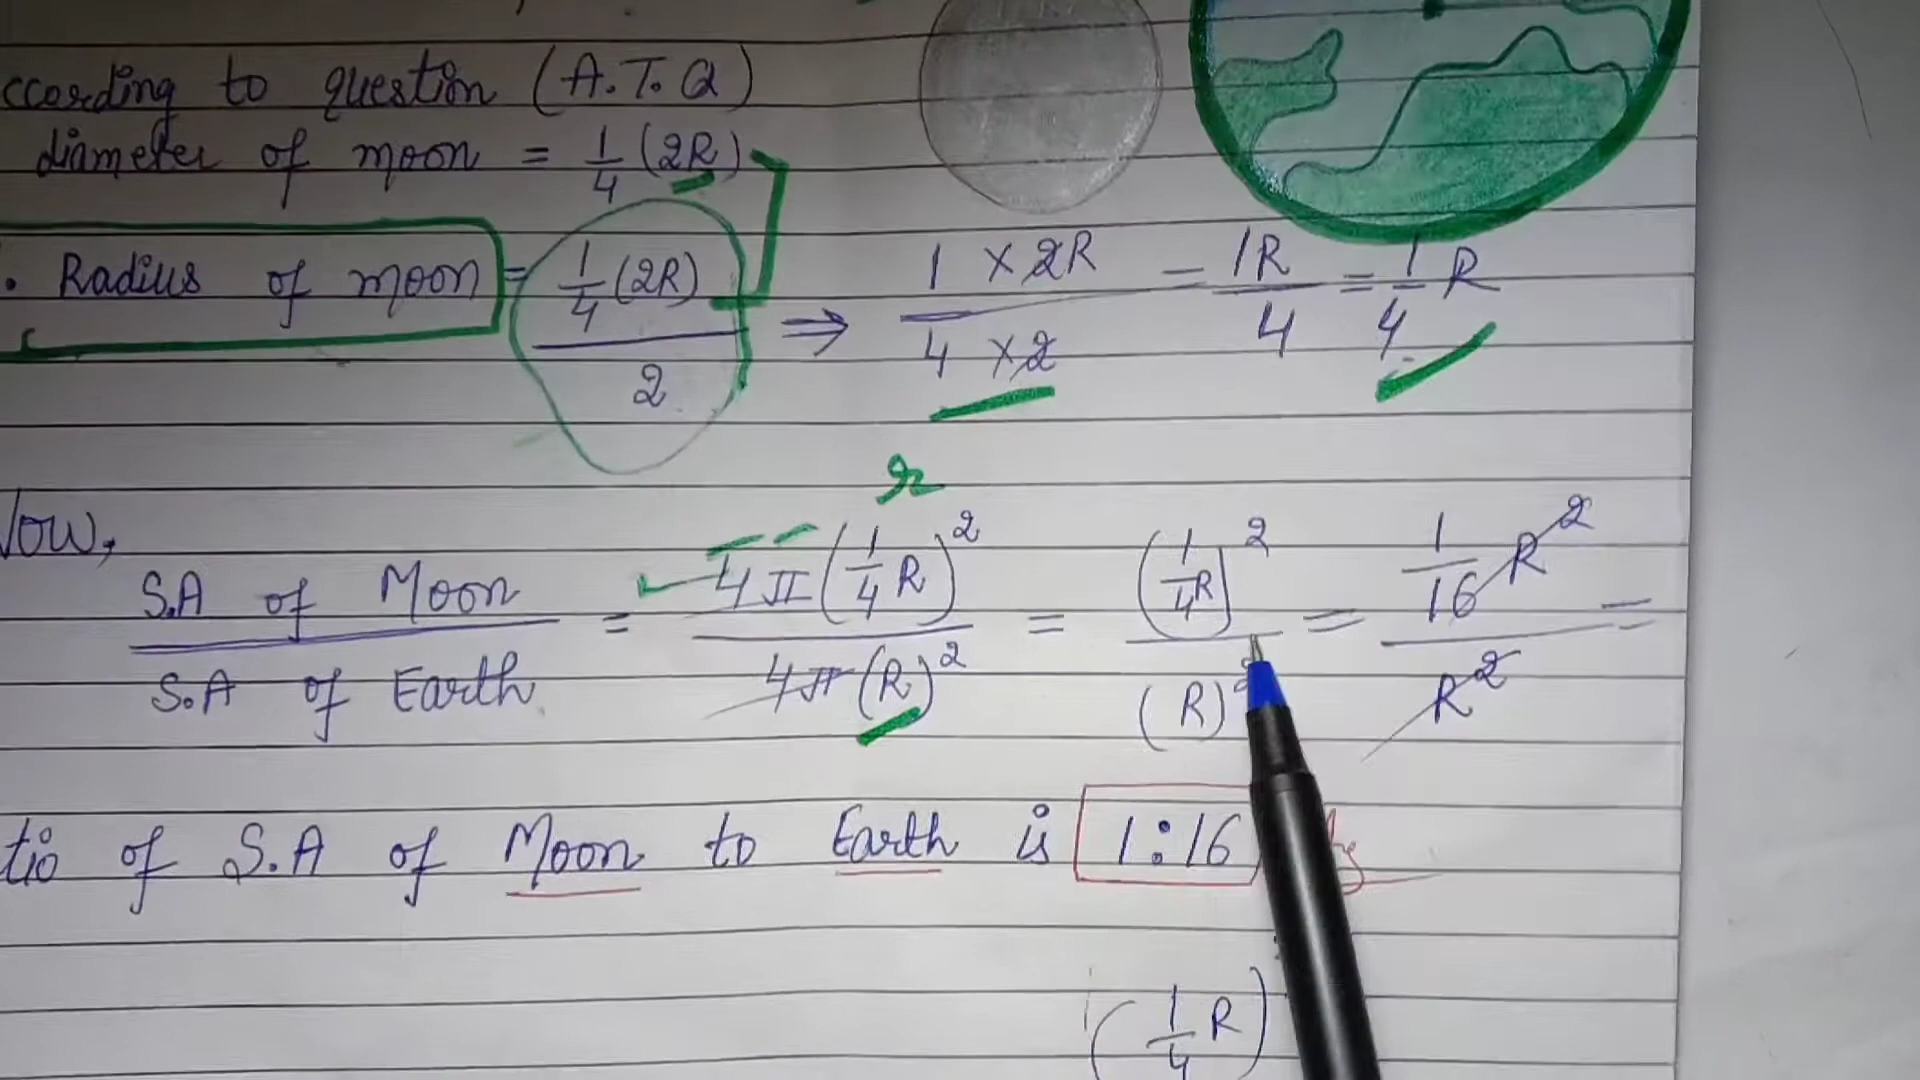 ccording to question (A.T.Q)
diameter of moon = 1/4 (2R)
. Radius of moon = 1/4 (2R) / 2 ⇒ 1 × 2R / 4 × 2 = 1R / 4 = 1/4 R
r
Now,
S.A of Moon / S.A of Earth = 4π(1/4 R)² / 4π(R)² = (1/4 R)² / (R)² = 1/16 R² / R² =
tio of S.A of Moon to Earth is 1:16
(1/4 R)